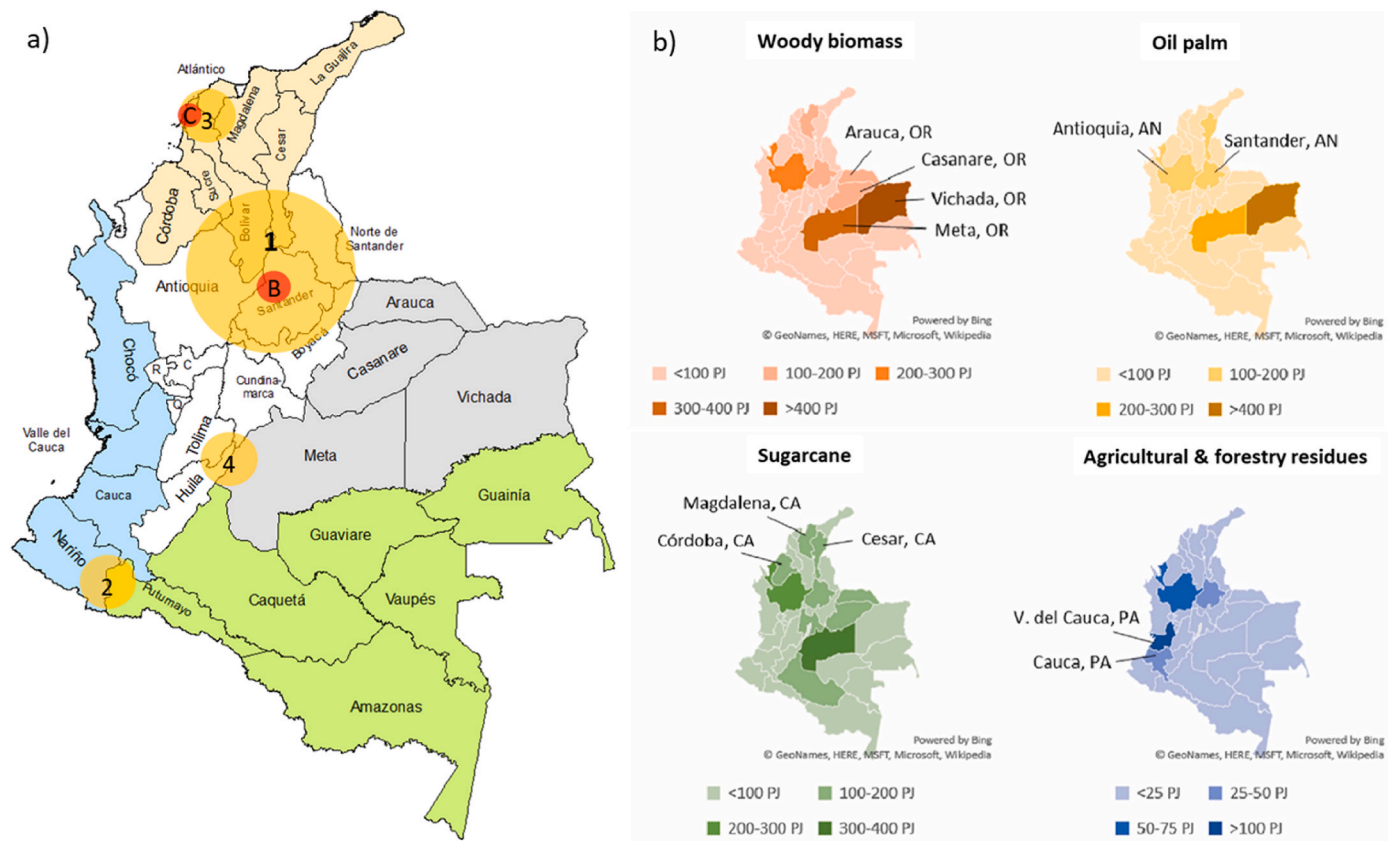 a)
Atlántico
La Guajira
C
3
Magdalena
Cesar
Sucre
Córdoba
Bolívar
1
Norte de
Santander
B
Antioquia
Santander
Arauca
Boyacá
Chocó
R
C
Casanare
Cundina-
marca
Q
Vichada
Valle del
Cauca
Tolima
4
Meta
Huila
Cauca
Guainía
Guaviare
Nariño
2
Putumayo
Caquetá
Vaupés
Amazonas
b)
Woody biomass
Arauca, OR
Casanare, OR
Vichada, OR
Meta, OR
Powered by Bing
© GeoNames, HERE, MSFT, Microsoft, Wikipedia
<100 PJ
100-200 PJ
200-300 PJ
300-400 PJ
>400 PJ
Oil palm
Antioquia, AN
Santander, AN
Powered by Bing
© GeoNames, HERE, MSFT, Microsoft, Wikipedia
<100 PJ
100-200 PJ
200-300 PJ
>400 PJ
Sugarcane
Magdalena, CA
Córdoba, CA
Cesar, CA
Powered by Bing
© GeoNames, HERE, MSFT, Microsoft, Wikipedia
<100 PJ
100-200 PJ
200-300 PJ
300-400 PJ
Agricultural & forestry residues
V. del Cauca, PA
Cauca, PA
Powered by Bing
© GeoNames, HERE, MSFT, Microsoft, Wikipedia
<25 PJ
25-50 PJ
50-75 PJ
>100 PJ